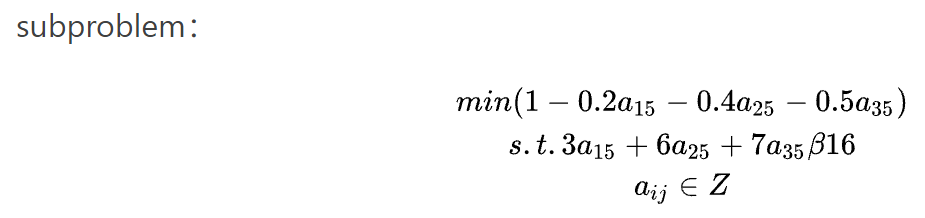 subproblem：
min(1 − 0.2a₁₅ − 0.4a₂₅ − 0.5a₃₅)
s.t.3a₁₅ + 6a₂₅ + 7a₃₅β16
aᵢⱼ ∈ Z